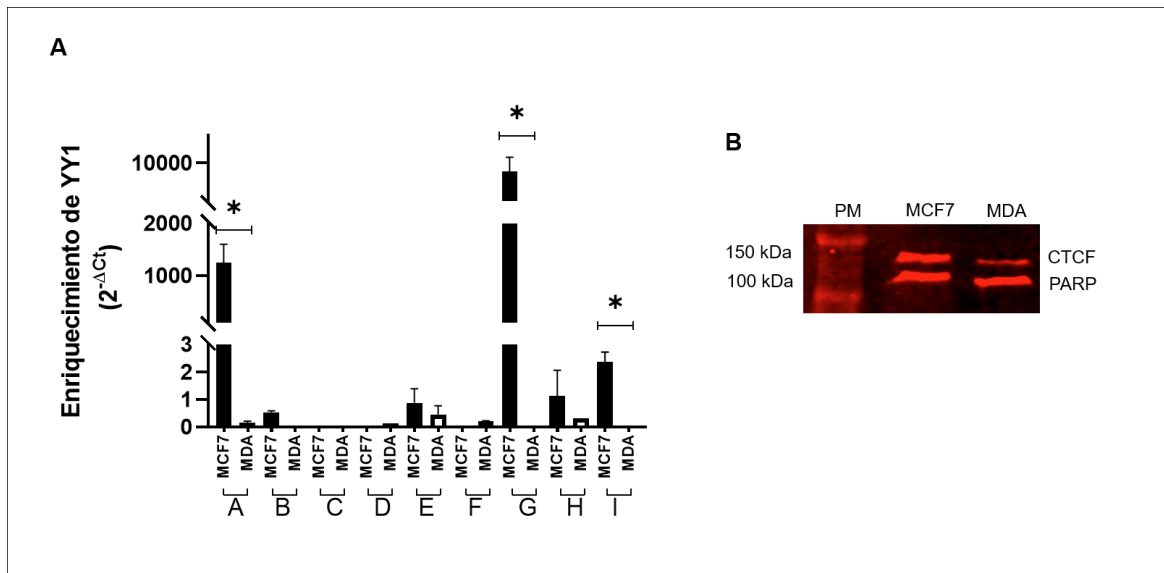 A
Enriquecimiento de YY1
(2^-ΔCt)
10000
2000
1000
3
2
1
0
*
*
*
MCF7 MDA MCF7 MDA MCF7 MDA MCF7 MDA MCF7 MDA MCF7 MDA MCF7 MDA MCF7 MDA MCF7 MDA
A B C D E F G H I
B
PM MCF7 MDA
150 kDa CTCF
100 kDa PARP